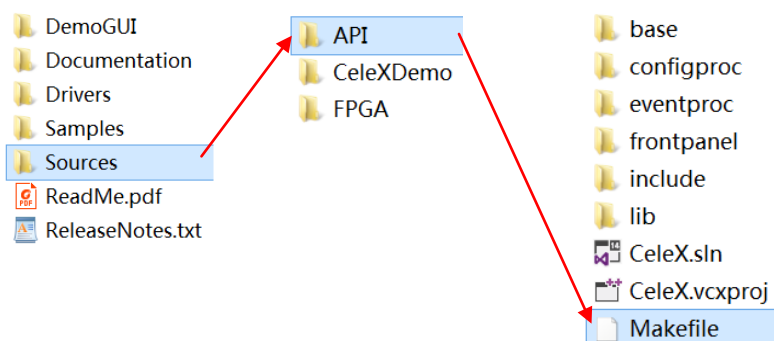 DemoGUI
Documentation
Drivers
Samples
Sources
ReadMe.pdf
ReleaseNotes.txt
API
CeleXDemo
FPGA
base
configproc
eventproc
frontpanel
include
lib
CeleX.sln
CeleX.vcxproj
Makefile